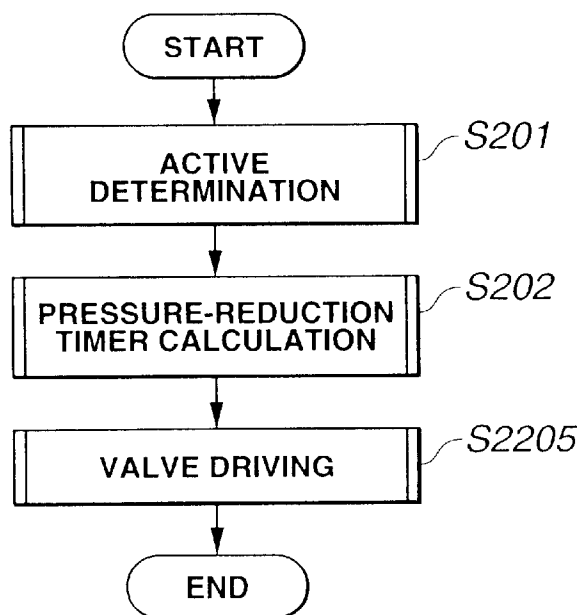 START
ACTIVE
DETERMINATION
S201
PRESSURE-REDUCTION
TIMER CALCULATION
S202
VALVE DRIVING
S2205
END